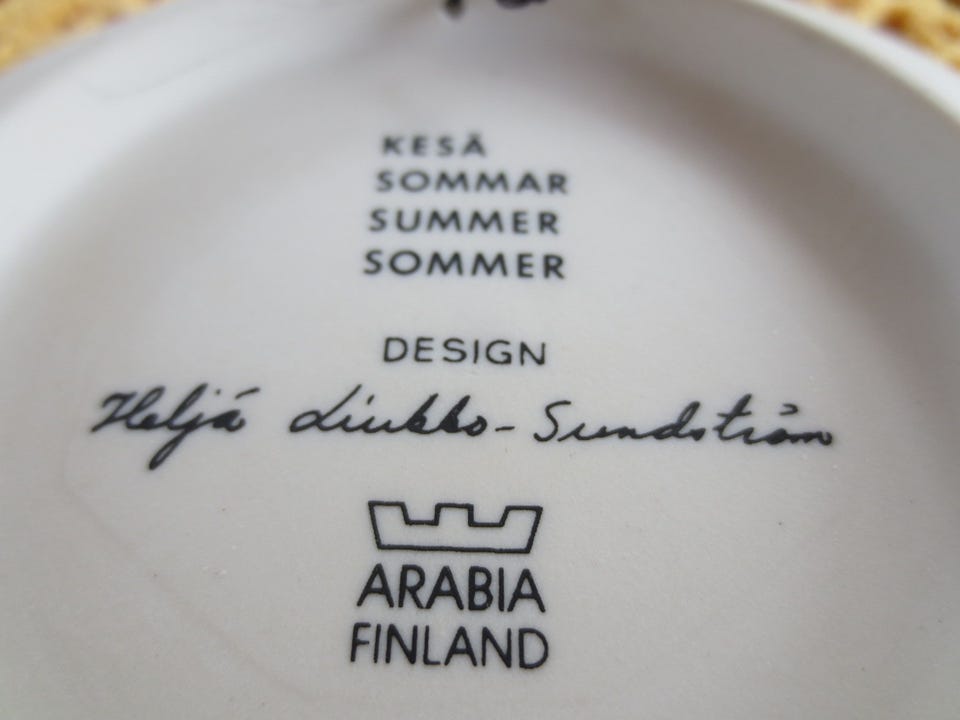 KESÄ
SOMMAR
SUMMER
SOMMER
DESIGN
Heljä Liukko-Sundström
ARABIA
FINLAND